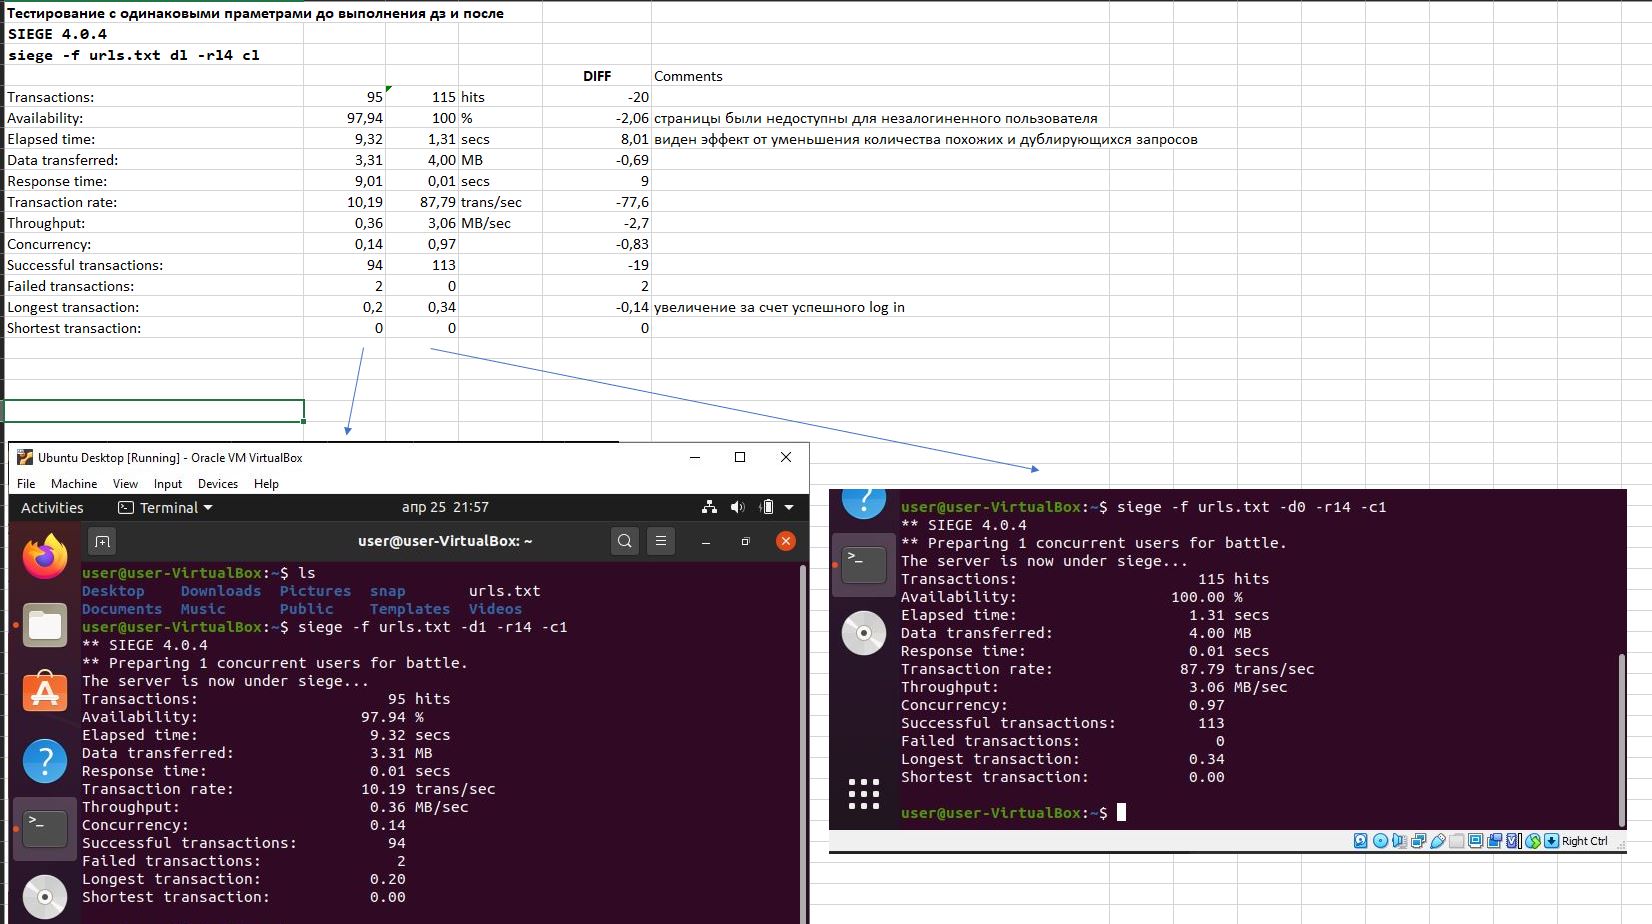 Тестирование с одинаковыми праметрами до выполнения дз и после
SIEGE 4.0.4
siege -f urls.txt d1 -r14 c1
DIFF Comments
Transactions: 95 115 hits -20
Availability: 97,94 100 % -2,06 страницы были недоступны для незалогиненного пользователя
Elapsed time: 9,32 1,31 secs 8,01 виден эффект от уменьшения количества похожих и дублирующихся запросов
Data transferred: 3,31 4,00 MB -0,69
Response time: 9,01 0,01 secs 9
Transaction rate: 10,19 87,79 trans/sec -77,6
Throughput: 0,36 3,06 MB/sec -2,7
Concurrency: 0,14 0,97 -0,83
Successful transactions: 94 113 -19
Failed transactions: 2 0 2
Longest transaction: 0,2 0,34 -0,14 увеличение за счет успешного log in
Shortest transaction: 0 0 0
Ubuntu Desktop [Running] - Oracle VM VirtualBox
File Machine View Input Devices Help
Activities Terminal апр 25 21:57
user@user-VirtualBox: ~
user@user-VirtualBox:~$ ls
Desktop Downloads Pictures snap urls.txt
Documents Music Public Templates Videos
user@user-VirtualBox:~$ siege -f urls.txt -d1 -r14 -c1
** SIEGE 4.0.4
** Preparing 1 concurrent users for battle.
The server is now under siege...
Transactions: 95 hits
Availability: 97.94 %
Elapsed time: 9.32 secs
Data transferred: 3.31 MB
Response time: 0.01 secs
Transaction rate: 10.19 trans/sec
Throughput: 0.36 MB/sec
Concurrency: 0.14
Successful transactions: 94
Failed transactions: 2
Longest transaction: 0.20
Shortest transaction: 0.00
user@user-VirtualBox:~$ siege -f urls.txt -d0 -r14 -c1
** SIEGE 4.0.4
** Preparing 1 concurrent users for battle.
The server is now under siege...
Transactions: 115 hits
Availability: 100.00 %
Elapsed time: 1.31 secs
Data transferred: 4.00 MB
Response time: 0.01 secs
Transaction rate: 87.79 trans/sec
Throughput: 3.06 MB/sec
Concurrency: 0.97
Successful transactions: 113
Failed transactions: 0
Longest transaction: 0.34
Shortest transaction: 0.00
user@user-VirtualBox:~$
Right Ctrl